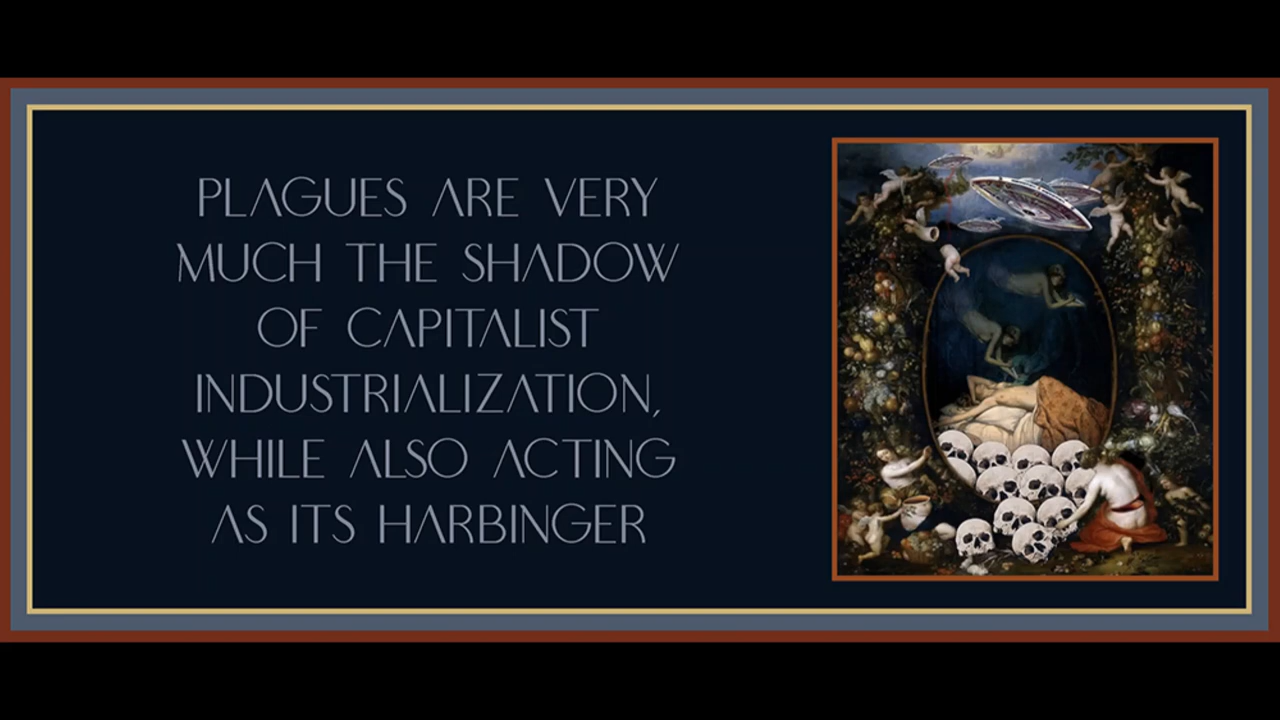 PLAGUES ARE VERY
MUCH THE SHADOW
OF CAPITALIST
INDUSTRIALIZATION,
WHILE ALSO ACTING
AS ITS HARBINGER